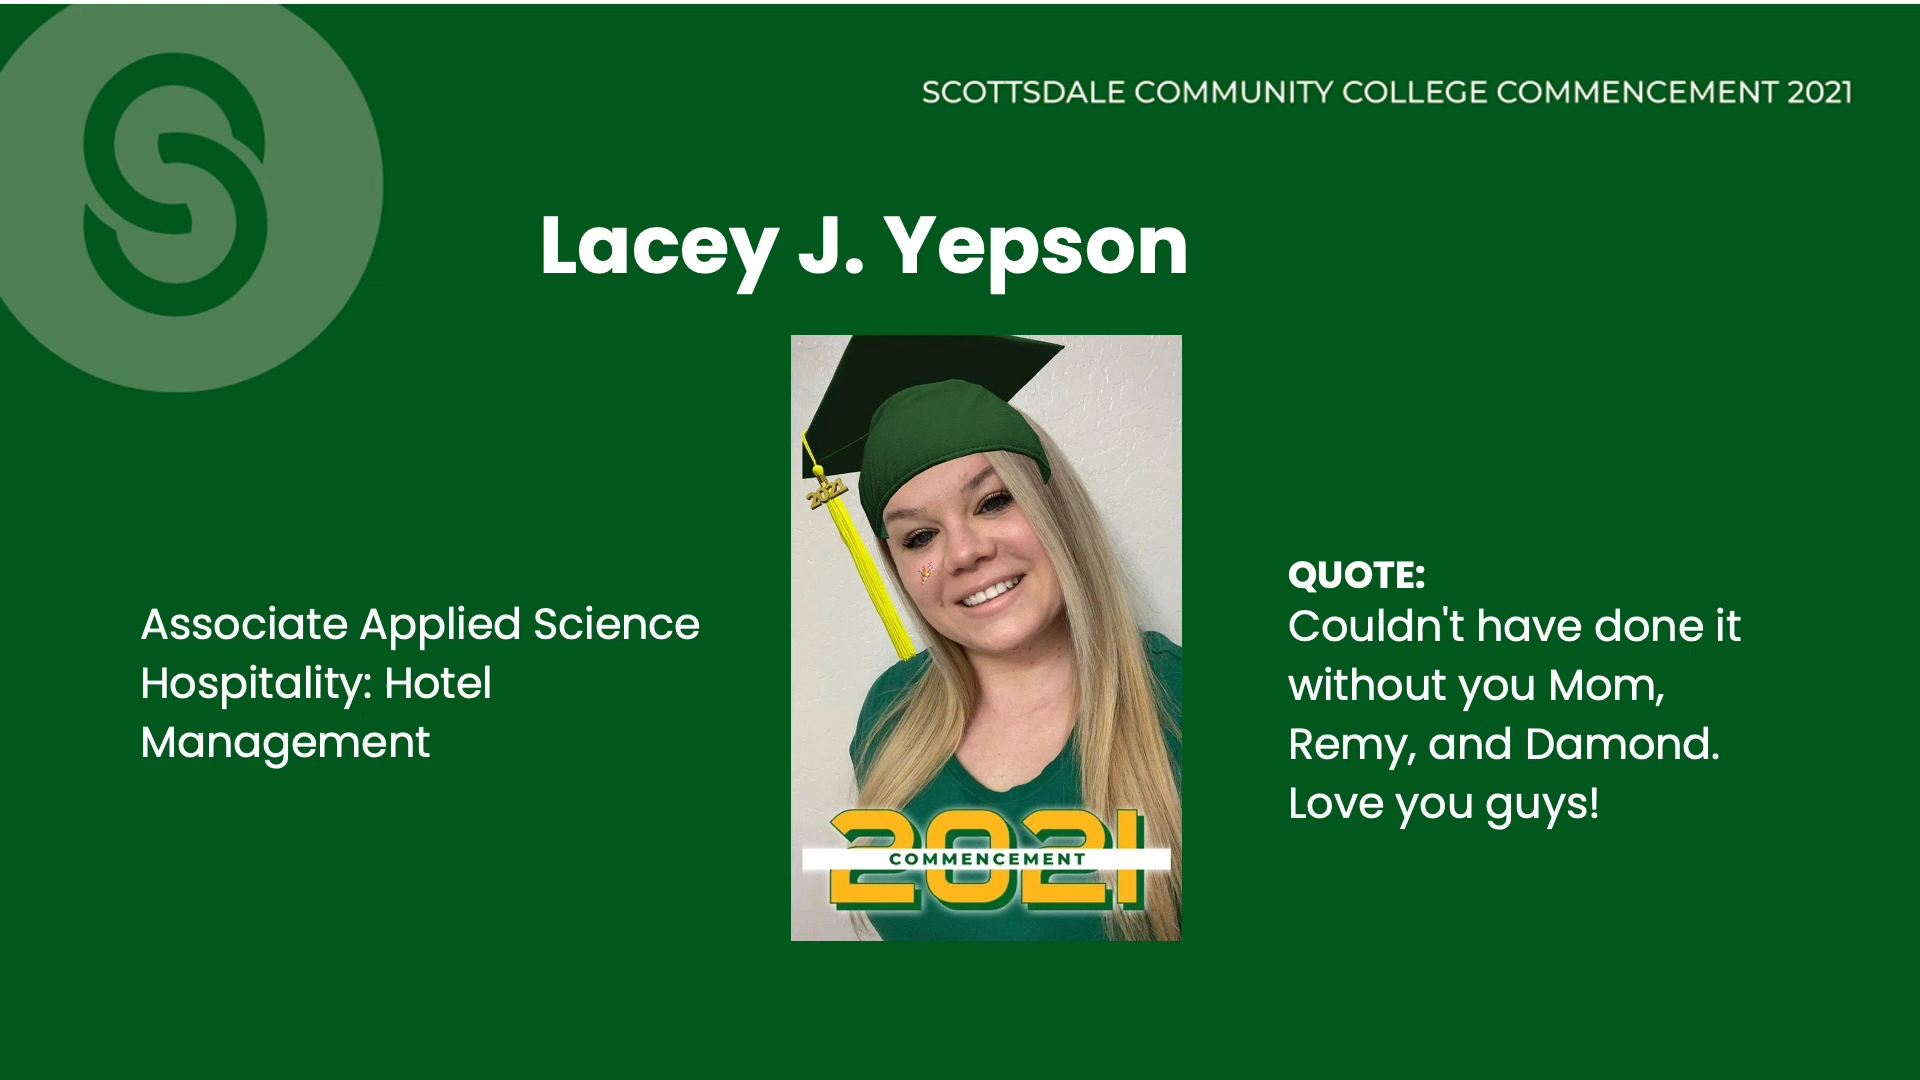 SCOTTSDALE COMMUNITY COLLEGE COMMENCEMENT 2021
Lacey J. Yepson
2021
Associate Applied Science
Hospitality: Hotel
Management
QUOTE:
Couldn't have done it
without you Mom,
Remy, and Damond.
Love you guys!
2021
COMMENCEMENT